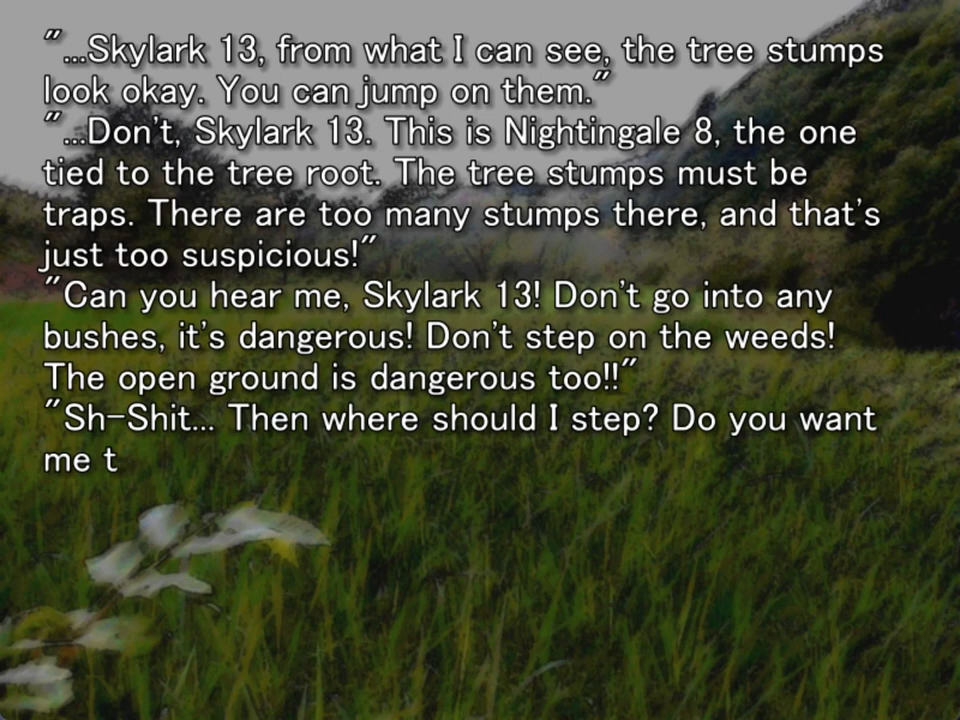 "...Skylark 13, from what I can see, the tree stumps
look okay. You can jump on them."
"...Don't, Skylark 13. This is Nightingale 8, the one
tied to the tree root. The tree stumps must be
traps. There are too many stumps there, and that's
just too suspicious!"
"Can you hear me, Skylark 13! Don't go into any
bushes, it's dangerous! Don't step on the weeds!
The open ground is dangerous too!!"
"Sh-Shit... Then where should I step? Do you want
me t